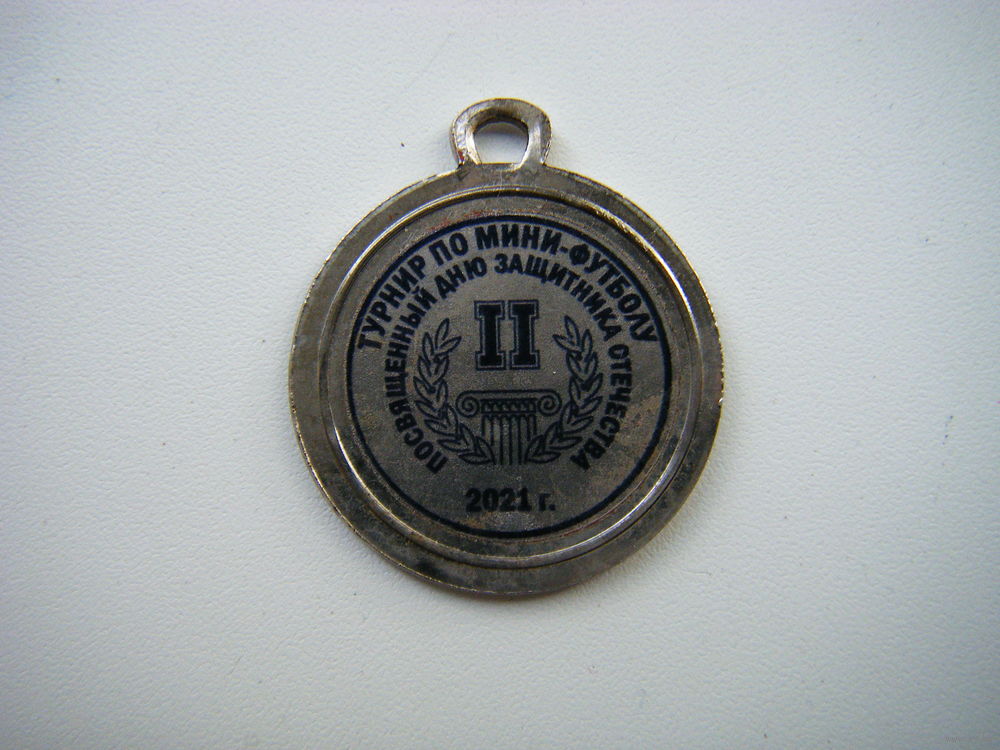 ТУРНИР ПО МИНИ-ФУТБОЛУ
ПОСВЯЩЕННЫЙ ДНЮ ЗАЩИТНИКА ОТЕЧЕСТВА
II
2021 г.